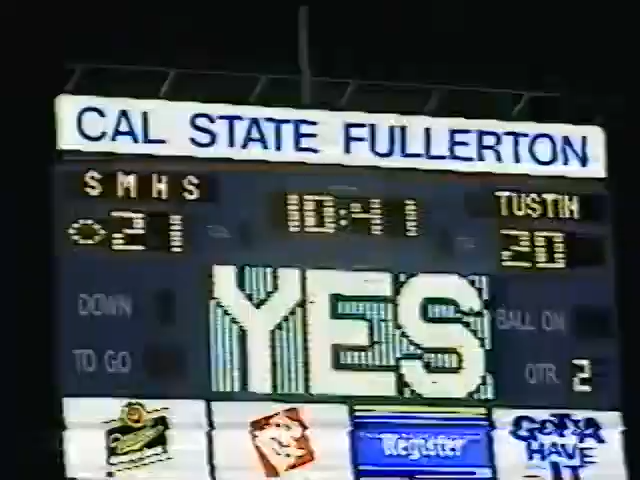 CAL STATE FULLERTON
SMHS 10:41 TUSTIN
21 20
YES
DOWN BALL ON
TO GO QTR 2
Register GOTTA HAVE IT